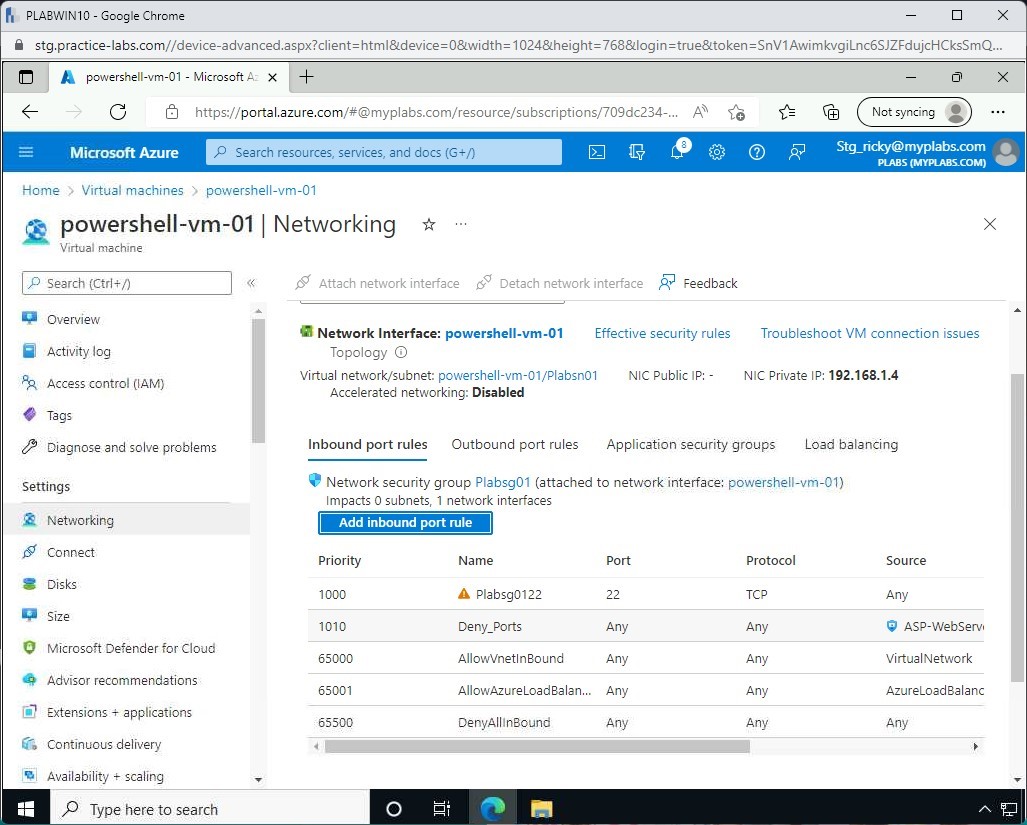 PLABWIN10 - Google Chrome
stg.practice-labs.com//device-advanced.aspx?client=html&device=0&width=1024&height=768&login=true&token=SnV1AwimkvgiLnc6SJZFdujcHCksSmQ...
powershell-vm-01 - Microsoft Az
https://portal.azure.com/#@myplabs.com/resource/subscriptions/709dc234-...
Not syncing
Microsoft Azure
Search resources, services, and docs (G+/)
8
Stg_ricky@myplabs.com
PLABS (MYPLABS.COM)
Home > Virtual machines > powershell-vm-01
powershell-vm-01 | Networking
Virtual machine
Search (Ctrl+/)
Attach network interface
Detach network interface
Feedback
Overview
Activity log
Access control (IAM)
Tags
Diagnose and solve problems
Settings
Networking
Connect
Disks
Size
Microsoft Defender for Cloud
Advisor recommendations
Extensions + applications
Continuous delivery
Availability + scaling
Network Interface: powershell-vm-01 Effective security rules Troubleshoot VM connection issues
Topology
Virtual network/subnet: powershell-vm-01/Plabsn01 NIC Public IP: - NIC Private IP: 192.168.1.4
Accelerated networking: Disabled
Inbound port rules Outbound port rules Application security groups Load balancing
Network security group Plabsg01 (attached to network interface: powershell-vm-01)
Impacts 0 subnets, 1 network interfaces
Add inbound port rule
Priority Name Port Protocol Source
1000 Plabsg0122 22 TCP Any
1010 Deny_Ports Any Any ASP-WebServe
65000 AllowVnetInBound Any Any VirtualNetwork
65001 AllowAzureLoadBalan... Any Any AzureLoadBalanc
65500 DenyAllInBound Any Any Any
Type here to search